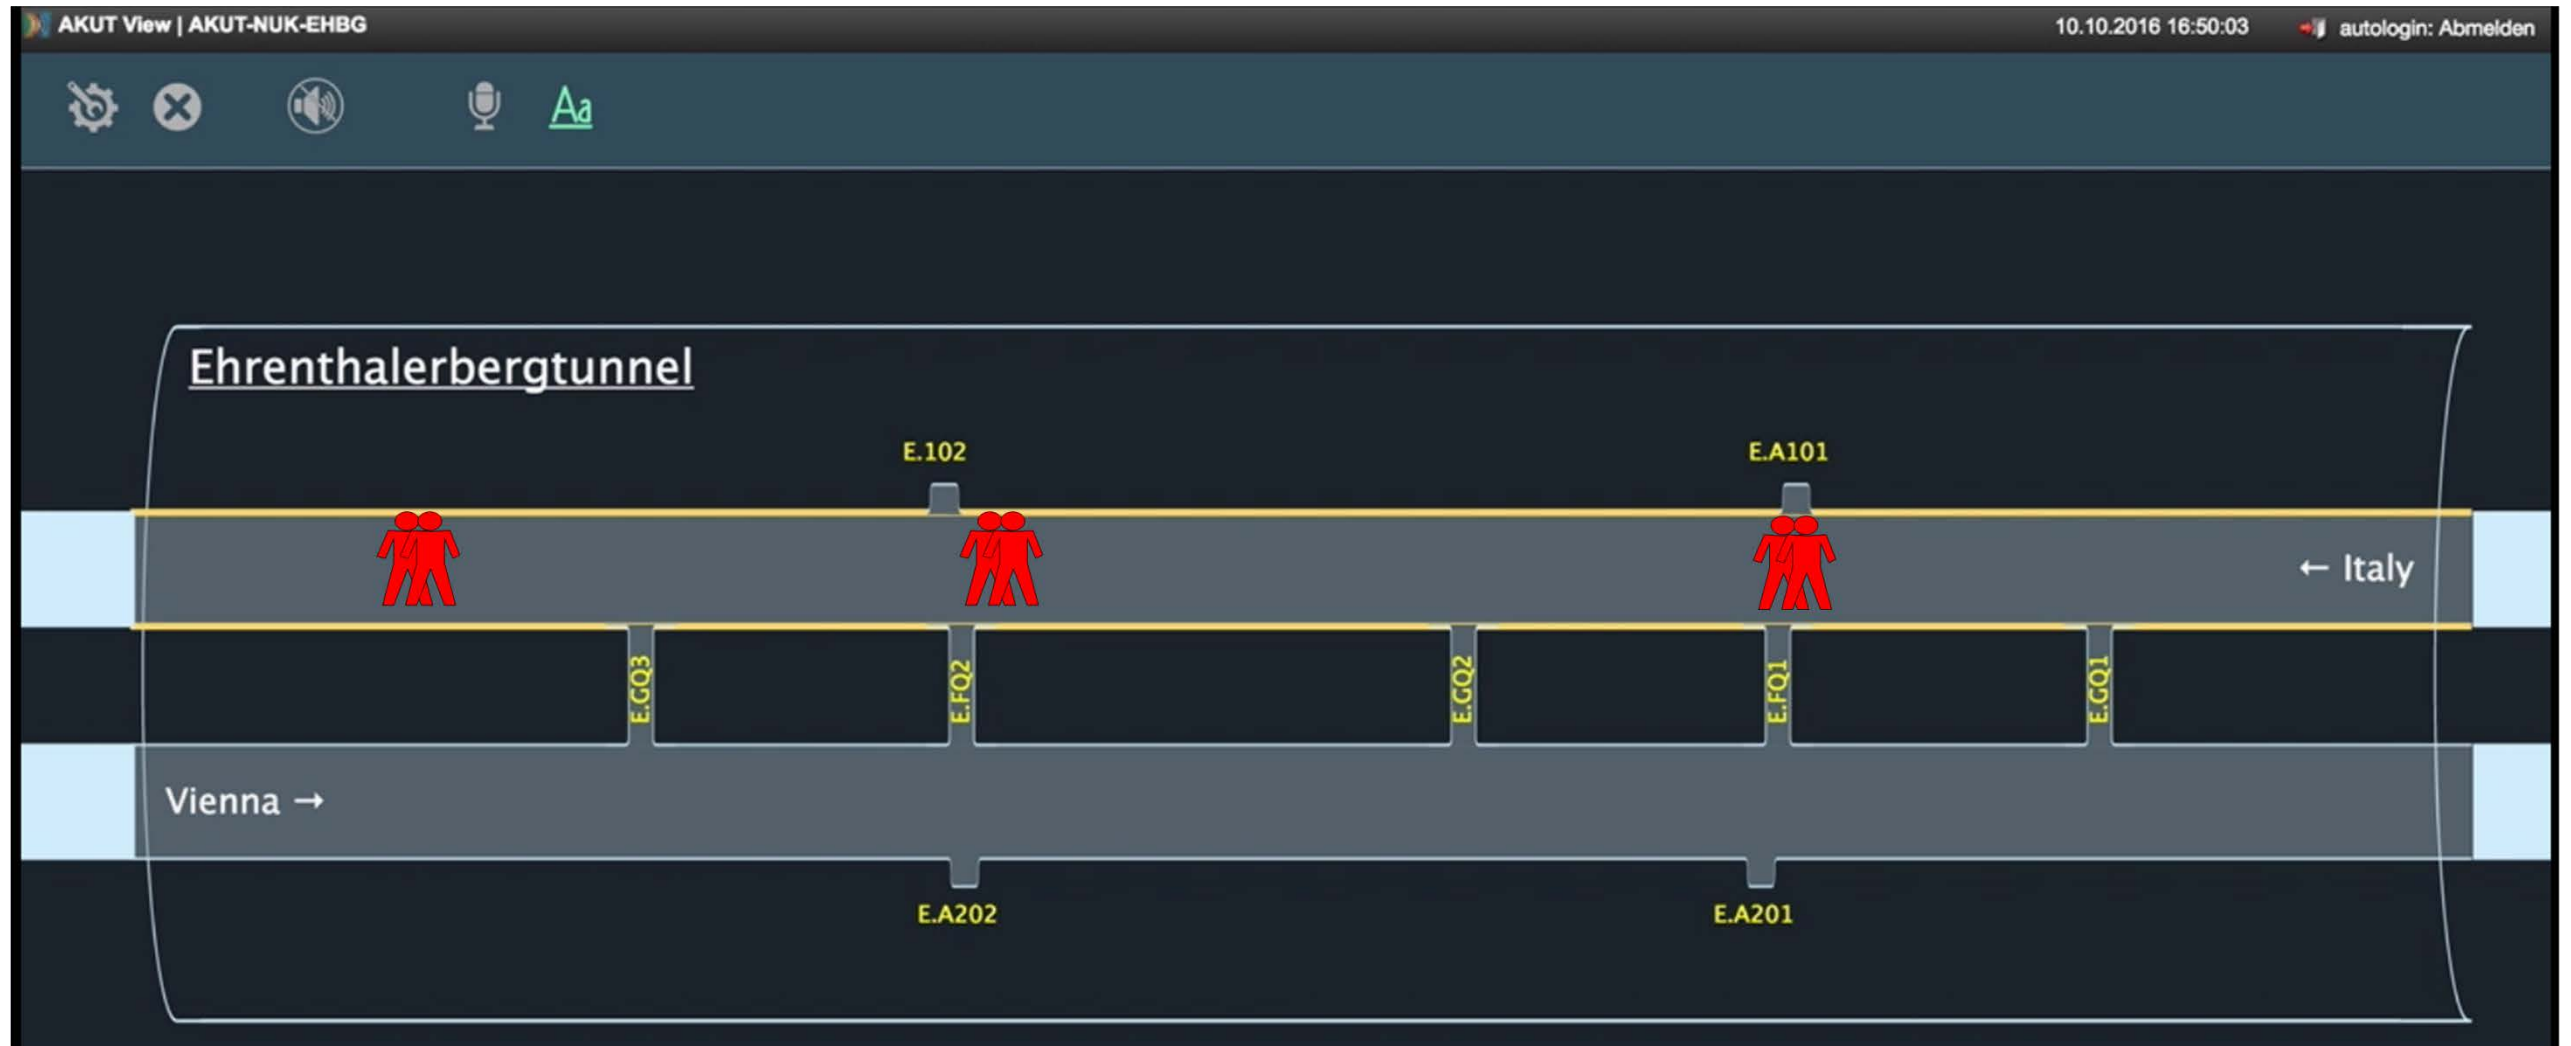 AKUT View | AKUT-NUK-EHBG
10.10.2016 16:50:03
autologin: Abmelden
Aa
Ehrenthalerbergtunnel
E.102
E.A101
← Italy
E.GQ3
E.FQ2
E.GQ2
E.FQ1
E.GQ1
Vienna →
E.A202
E.A201